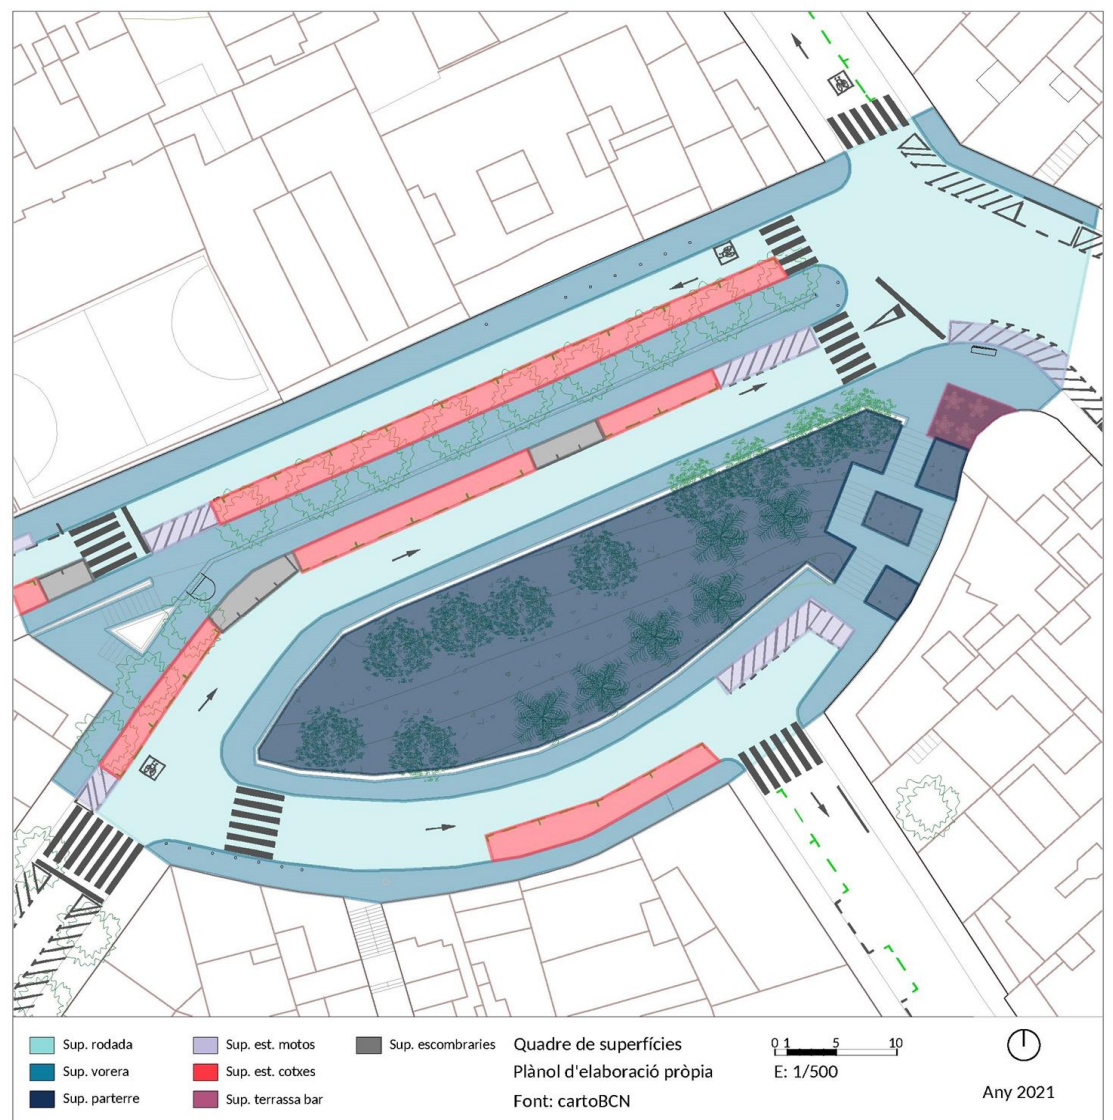 Sup. rodada
Sup. vorera
Sup. parterre
Sup. est. motos
Sup. est. cotxes
Sup. terrassa bar
Sup. escombraries
Quadre de superfícies
Plànol d'elaboració pròpia
Font: cartoBCN
0 1 5 10
E: 1/500
Any 2021